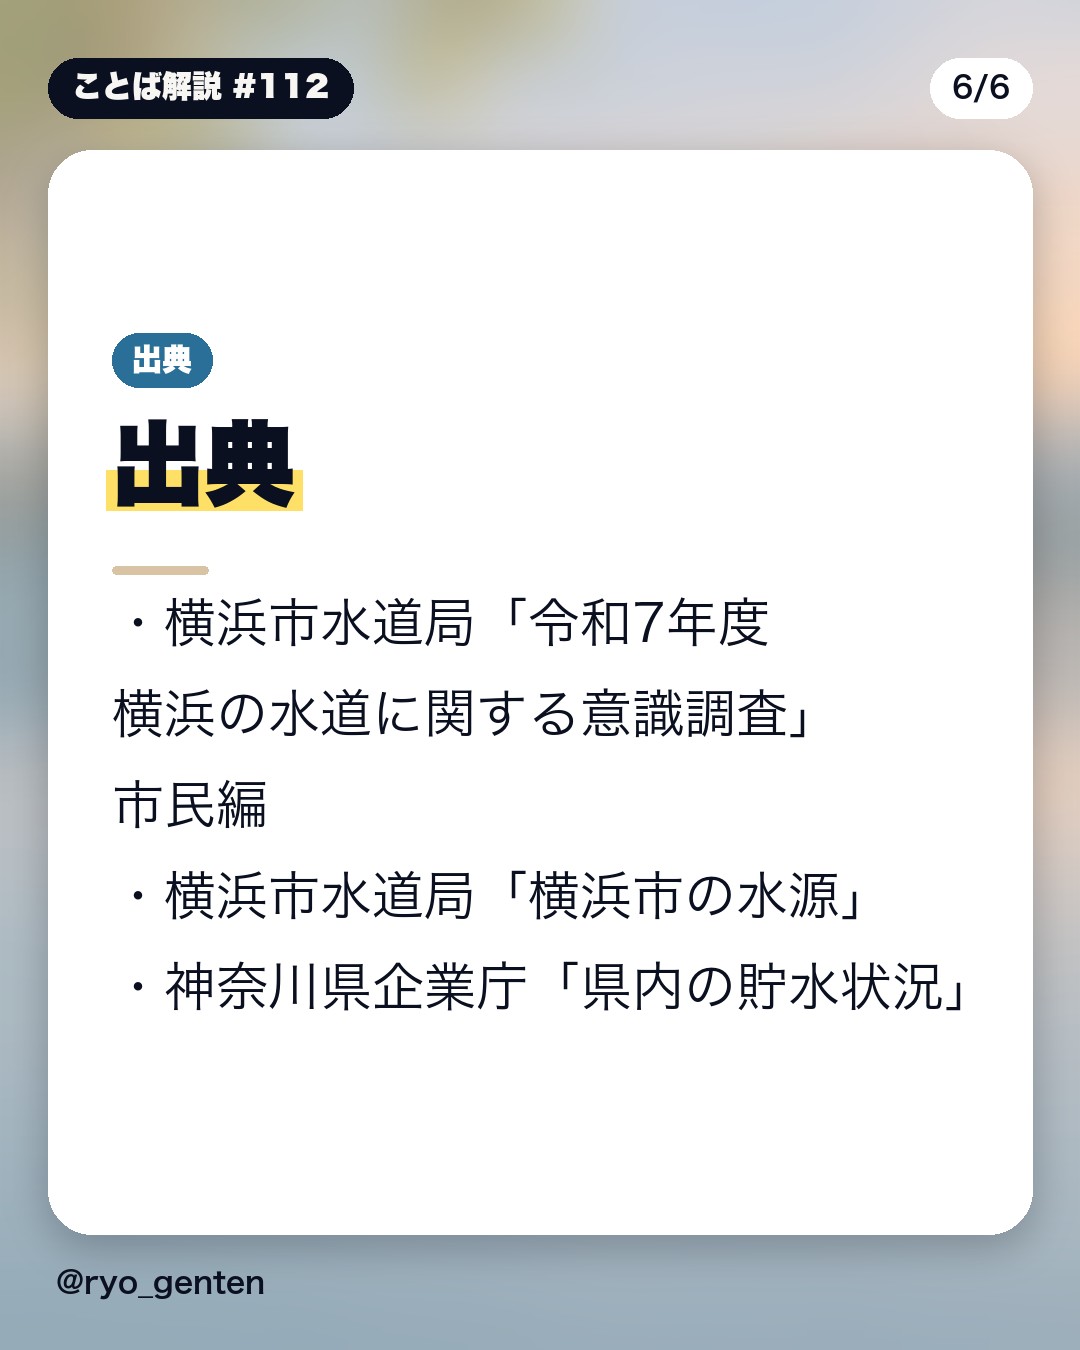 ことば解説 #112
6/6
出典
出典
・横浜市水道局「令和7年度
横浜の水道に関する意識調査」
市民編
・横浜市水道局「横浜市の水源」
・神奈川県企業庁「県内の貯水状況」
@ryo_genten